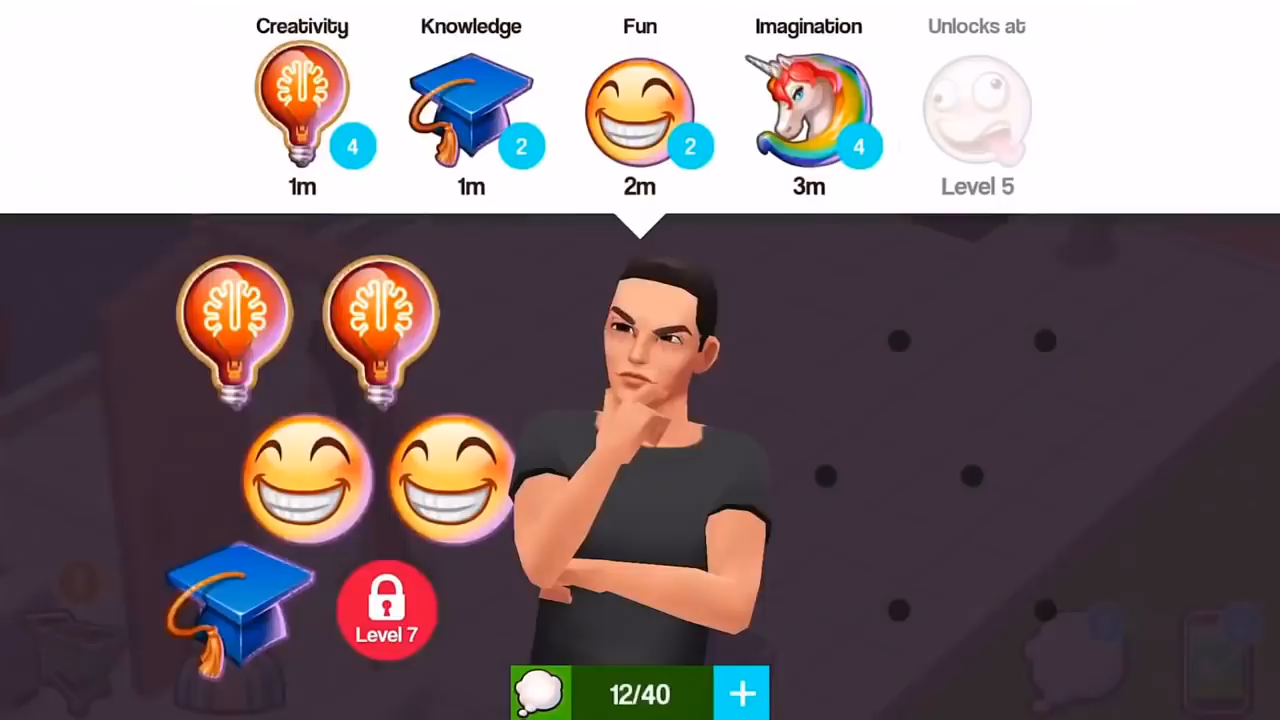 Creativity
Knowledge
Fun
Imagination
Unlocks at
4
2
2
4
1m
1m
2m
3m
Level 5
Level 7
12/40
+